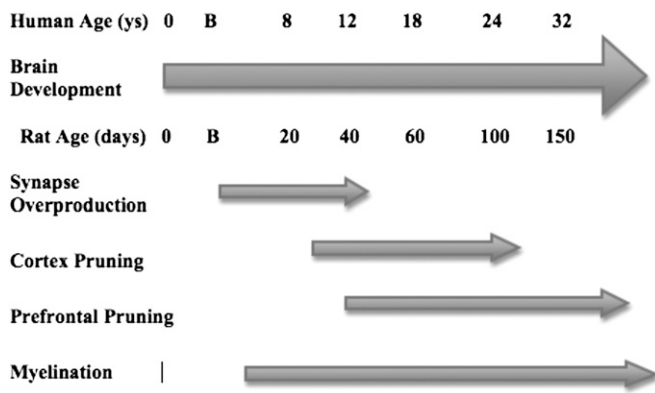 Human Age (ys) 0 B 8 12 18 24 32
Brain
Development
Rat Age (days) 0 B 20 40 60 100 150
Synapse
Overproduction
Cortex Pruning
Prefrontal Pruning
Myelination